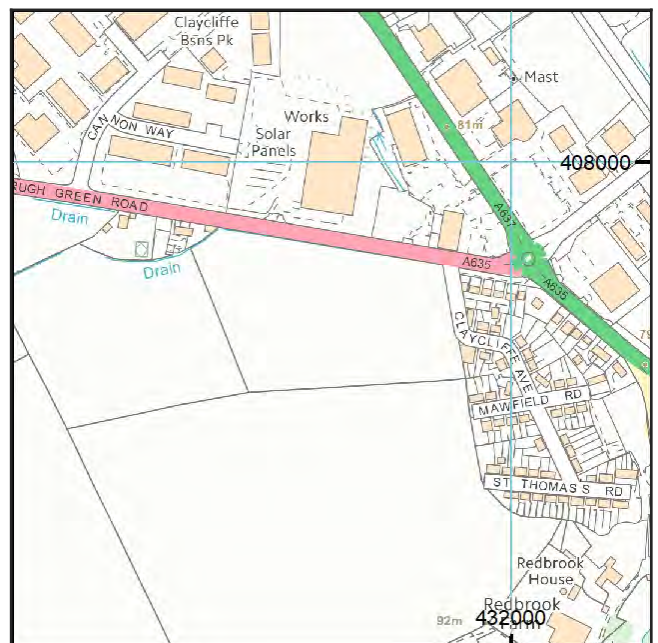 Claycliffe
Bsns Pk
Mast
Works
81m
CANNON WAY
Solar
Panels
408000
RUGH GREEN ROAD
Drain
A637
A635
Drain
A635
CLAYCLIFFE AVE
MAWFIELD RD
ST THOMAS'S RD
Redbrook
House
Redbrook
Farm
92m
432000